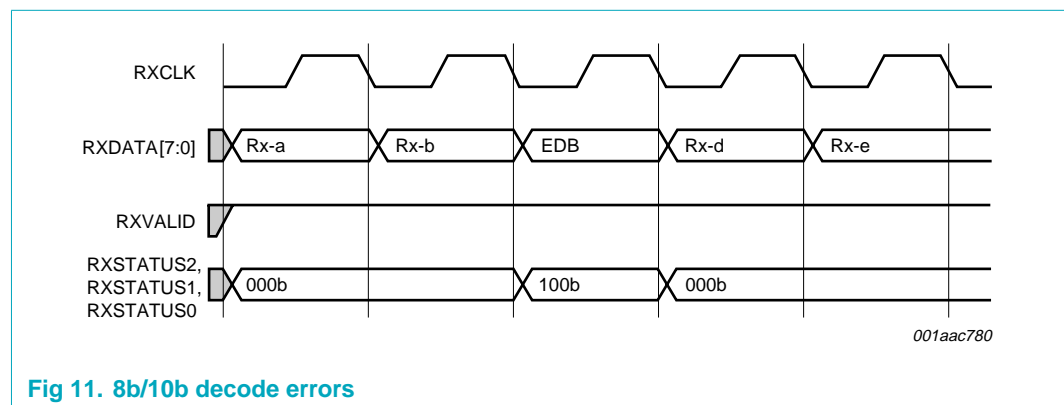 RXCLK
RXDATA[7:0] Rx-a Rx-b EDB Rx-d Rx-e
RXVALID
RXSTATUS2,
RXSTATUS1, 000b 100b 000b
RXSTATUS0
001aac780
Fig 11. 8b/10b decode errors